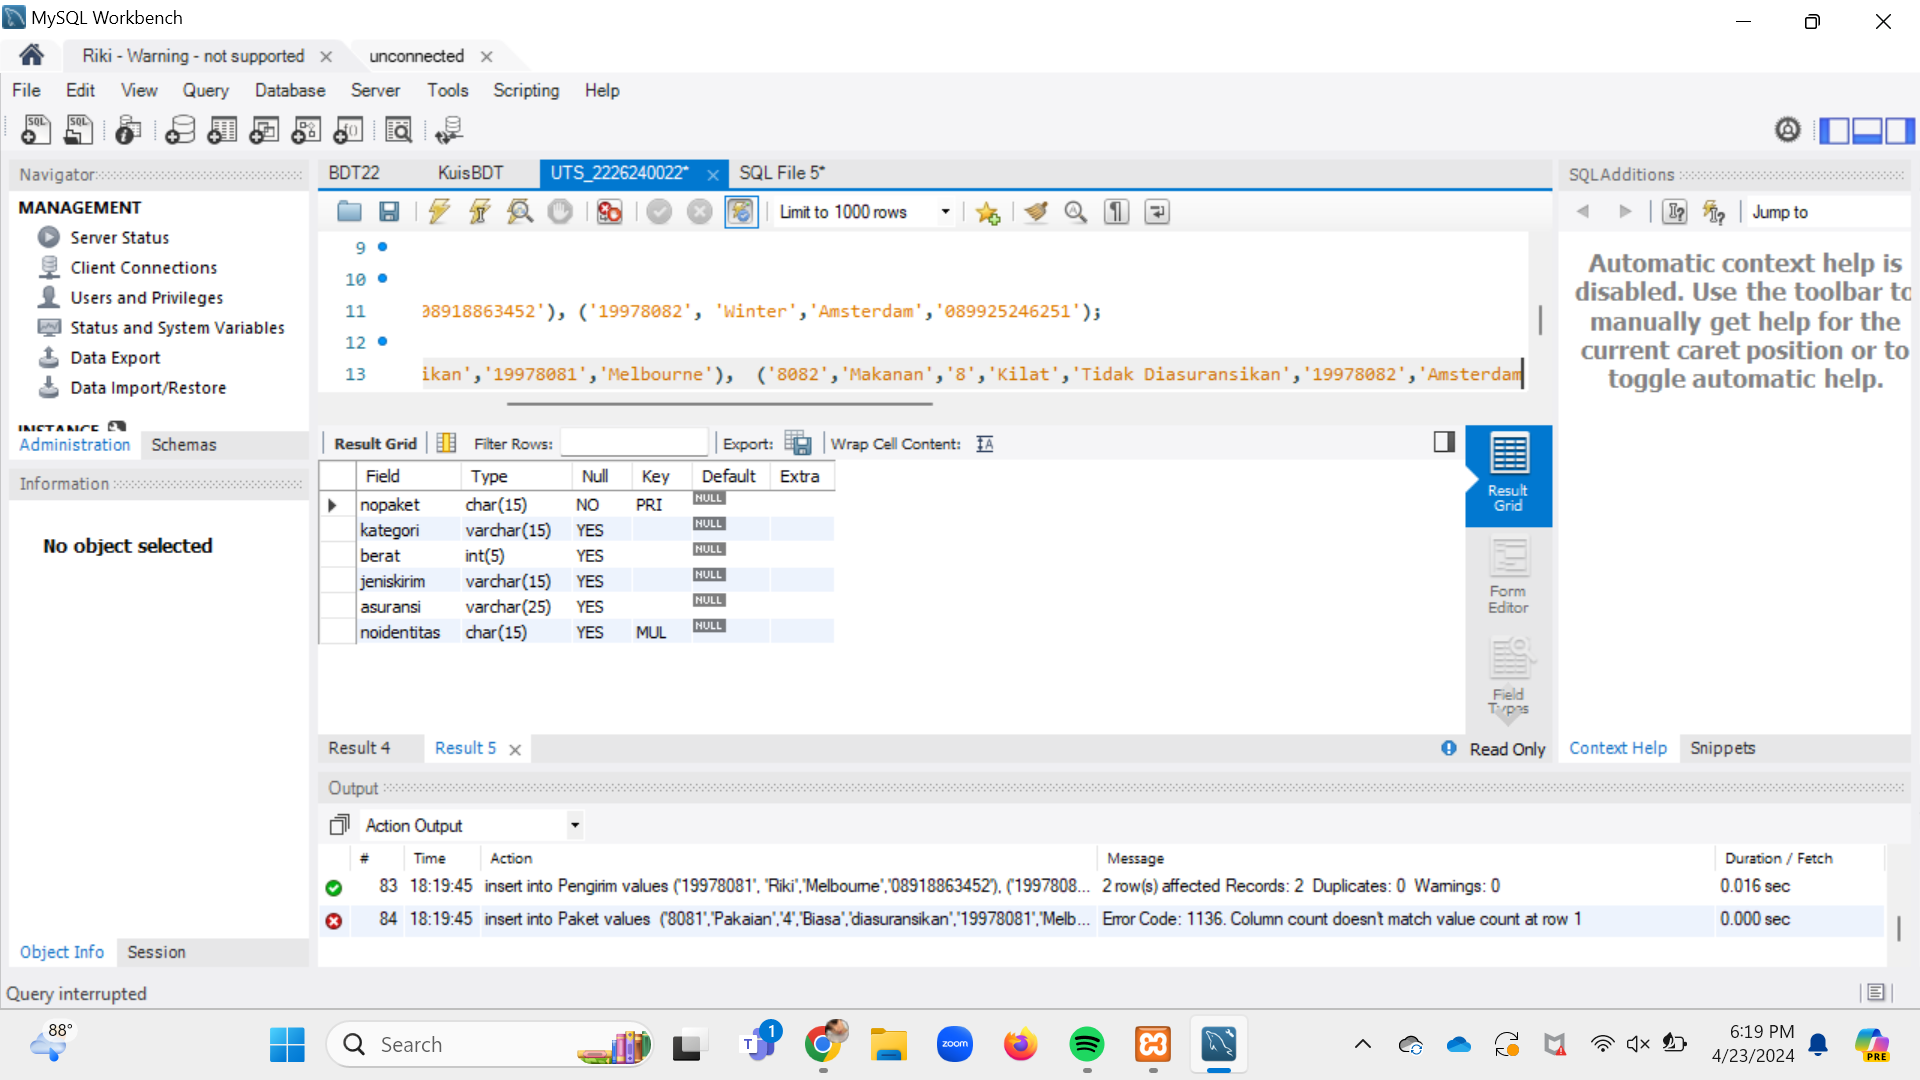 MySQL Workbench
Riki - Warning - not supported
unconnected
File Edit View Query Database Server Tools Scripting Help
Navigator
MANAGEMENT
Server Status
Client Connections
Users and Privileges
Status and System Variables
Data Export
Data Import/Restore
INSTANCE
Administration Schemas
Information
No object selected
Object Info Session
BDT22 KuisBDT UTS_2226240022* SQL File 5*
Limit to 1000 rows
9
10
11 08918863452'), ('19978082', 'Winter','Amsterdam','089925246251');
12
13 ikan','19978081','Melbourne'), ('8082','Makanan','8','Kilat','Tidak Diasuransikan','19978082','Amsterdam
Result Grid Filter Rows: Export: Wrap Cell Content:
Field Type Null Key Default Extra
nopaket char(15) NO PRI NULL
kategori varchar(15) YES NULL
berat int(5) YES NULL
jeniskirim varchar(15) YES NULL
asuransi varchar(25) YES NULL
noidentitas char(15) YES MUL NULL
Result Grid
Form Editor
Field Types
Result 4 Result 5
Read Only
SQLAdditions
Jump to
Automatic context help is
disabled. Use the toolbar to
manually get help for the
current caret position or to
toggle automatic help.
Context Help Snippets
Output
Action Output
# Time Action Message Duration / Fetch
83 18:19:45 insert into Pengirim values ('19978081', 'Riki','Melbourne','08918863452'), ('1997808... 2 row(s) affected Records: 2 Duplicates: 0 Warnings: 0 0.016 sec
84 18:19:45 insert into Paket values ('8081','Pakaian','4','Biasa','diasuransikan','19978081','Melb... Error Code: 1136. Column count doesn't match value count at row 1 0.000 sec
Query interrupted
88°
Search
1
zoom
6:19 PM
4/23/2024
PRE